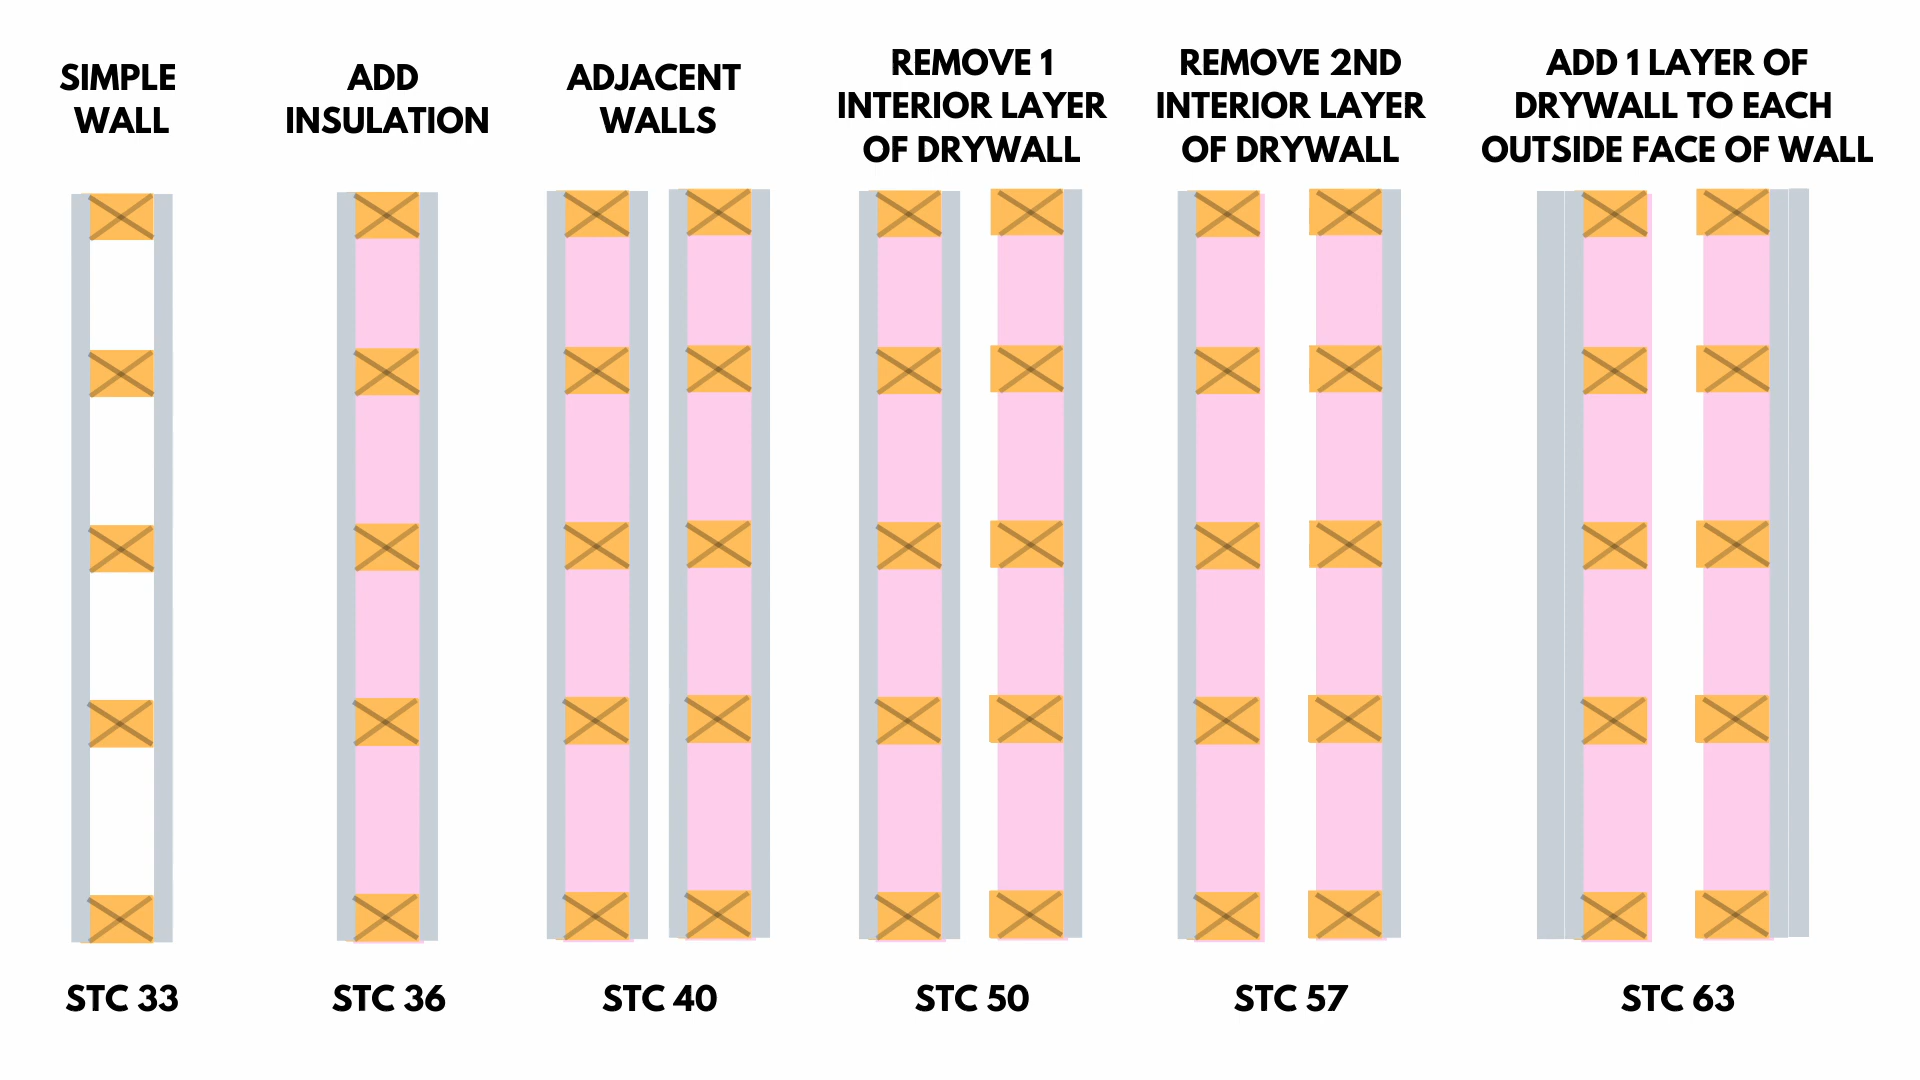 SIMPLE
WALL
ADD
INSULATION
ADJACENT
WALLS
REMOVE 1
INTERIOR LAYER
OF DRYWALL
REMOVE 2ND
INTERIOR LAYER
OF DRYWALL
ADD 1 LAYER OF
DRYWALL TO EACH
OUTSIDE FACE OF WALL
STC 33
STC 36
STC 40
STC 50
STC 57
STC 63